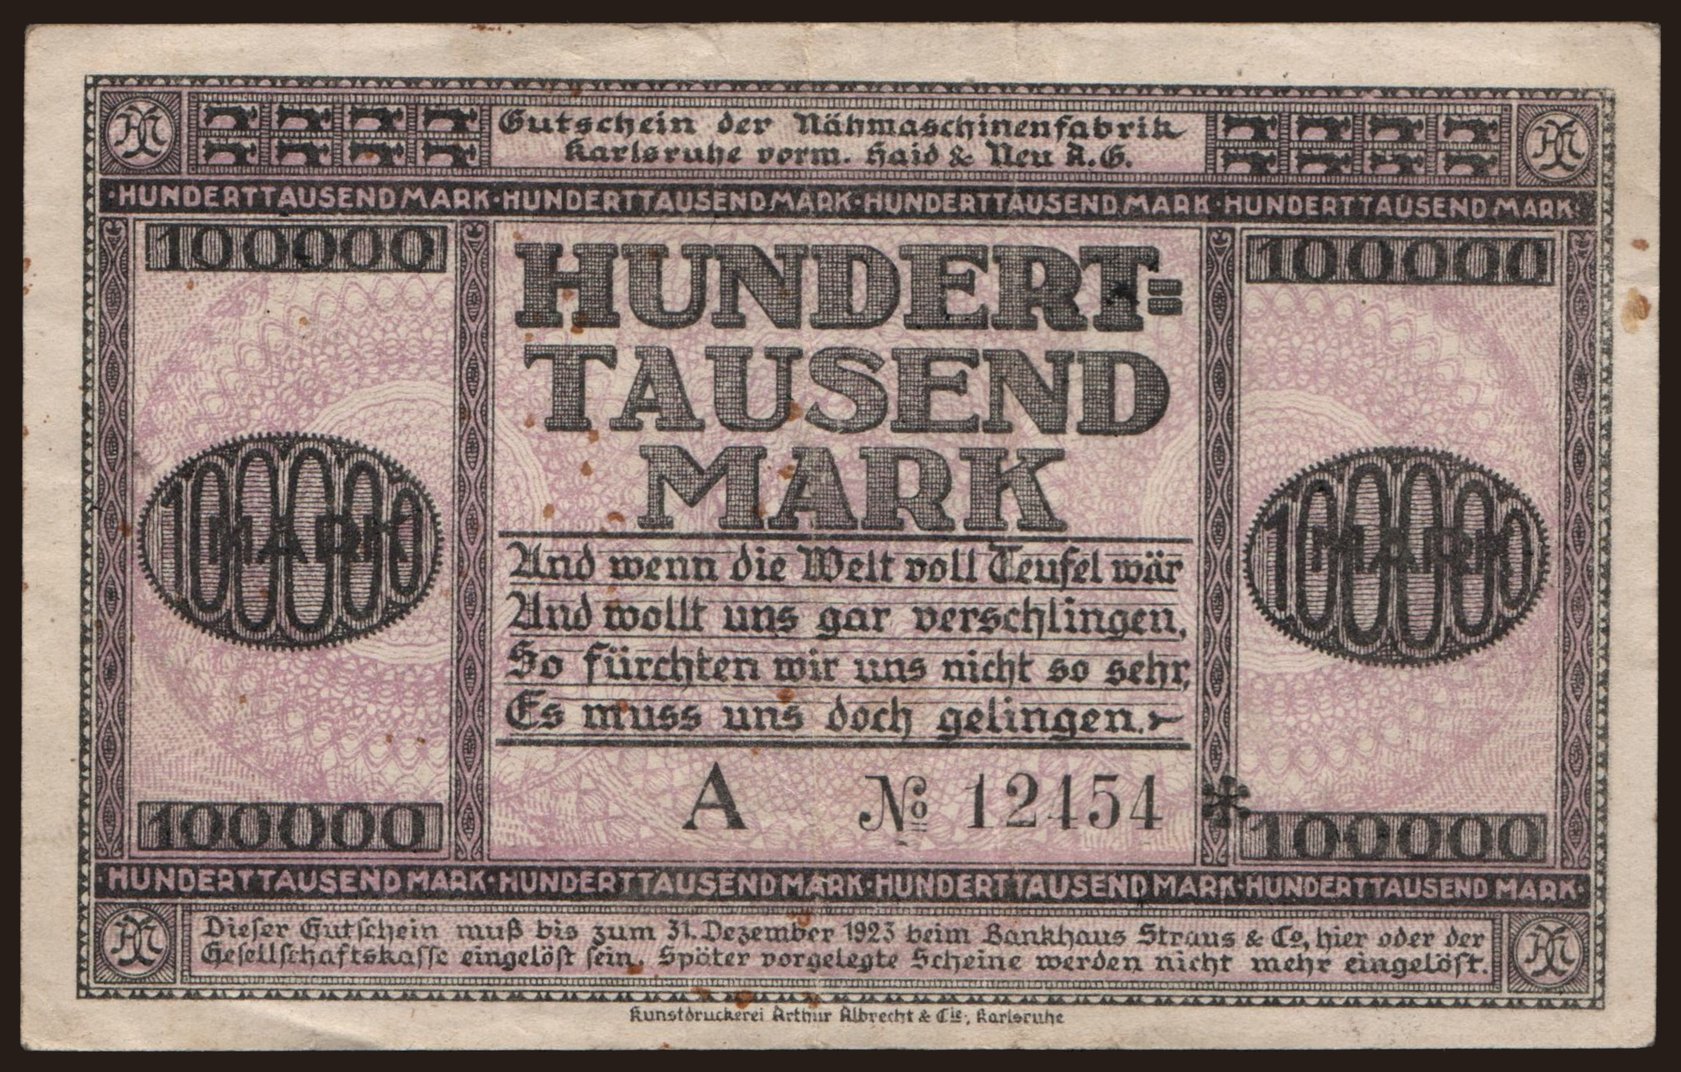 Gutschein der Nähmaschinenfabrik
Karlsruhe vorm. Haid & Neu A.G.
·HUNDERTTAUSEND MARK·HUNDERTTAUSEND MARK·HUNDERTTAUSEND MARK·HUNDERTTAUSEND MARK·
100000
100000
HUNDERT=
TAUSEND
MARK
100000
MARK
100000
MARK
Und wenn die Welt voll Teufel wär
Und wollt uns gar verschlingen,
So fürchten wir uns nicht so sehr,
Es muss uns doch gelingen.
A № 12454 *
100000
100000
·HUNDERTTAUSEND MARK·HUNDERTTAUSEND MARK·HUNDERTTAUSEND MARK·HUNDERTTAUSEND MARK·
Dieſer Gutſchein muß bis zum 31. Dezember 1923 beim Bankhaus Straus & Co, hier oder der
Geſellſchaftskaſſe eingelöſt ſein. Später vorgelegte Scheine werden nicht mehr eingelöſt.
Kunstdruckerei Arthur Albrecht & Cie., Karlsruhe